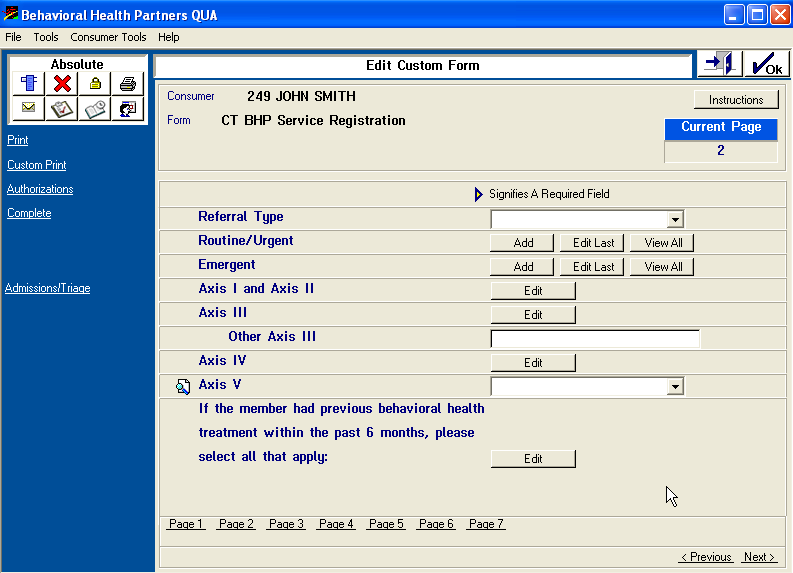 Behavioral Health Partners QUA
File Tools Consumer Tools Help
Absolute
Edit Custom Form
Ok
Print
Custom Print
Authorizations
Complete
Admissions/Triage
Consumer 249 JOHN SMITH
Instructions
Form CT BHP Service Registration
Current Page
2
Signifies A Required Field
Referral Type
Routine/Urgent Add Edit Last View All
Emergent Add Edit Last View All
Axis I and Axis II Edit
Axis III Edit
Other Axis III
Axis IV Edit
Axis V
If the member had previous behavioral health
treatment within the past 6 months, please
select all that apply: Edit
Page 1 Page 2 Page 3 Page 4 Page 5 Page 6 Page 7
< Previous Next >